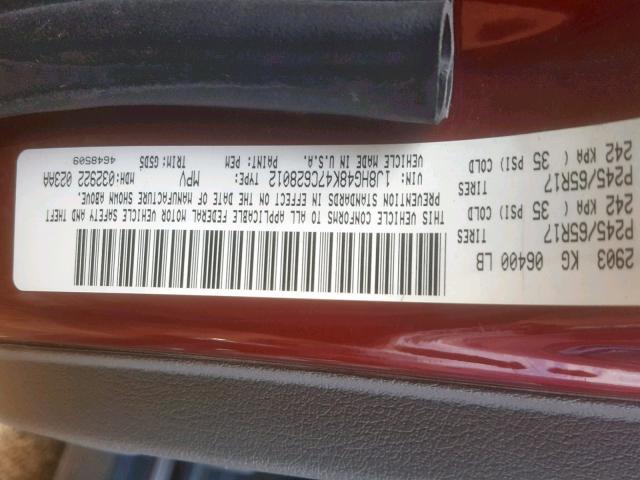 2903 KG 06400 LB
P245/65R17 TIRES
242 KPA ( 35 PSI) COLD
P245/65R17 TIRES
242 KPA ( 35 PSI) COLD
THIS VEHICLE CONFORMS TO ALL APPLICABLE FEDERAL MOTOR VEHICLE SAFETY AND THEFT
PREVENTION STANDARDS IN EFFECT ON THE DATE OF MANUFACTURE SHOWN ABOVE.
VIN: 1J8HG48K47C628012 TYPE: MPV MDH:032922 023AA
VEHICLE MADE IN U.S.A. PAINT: PEM TRIM: G5D5 4648509